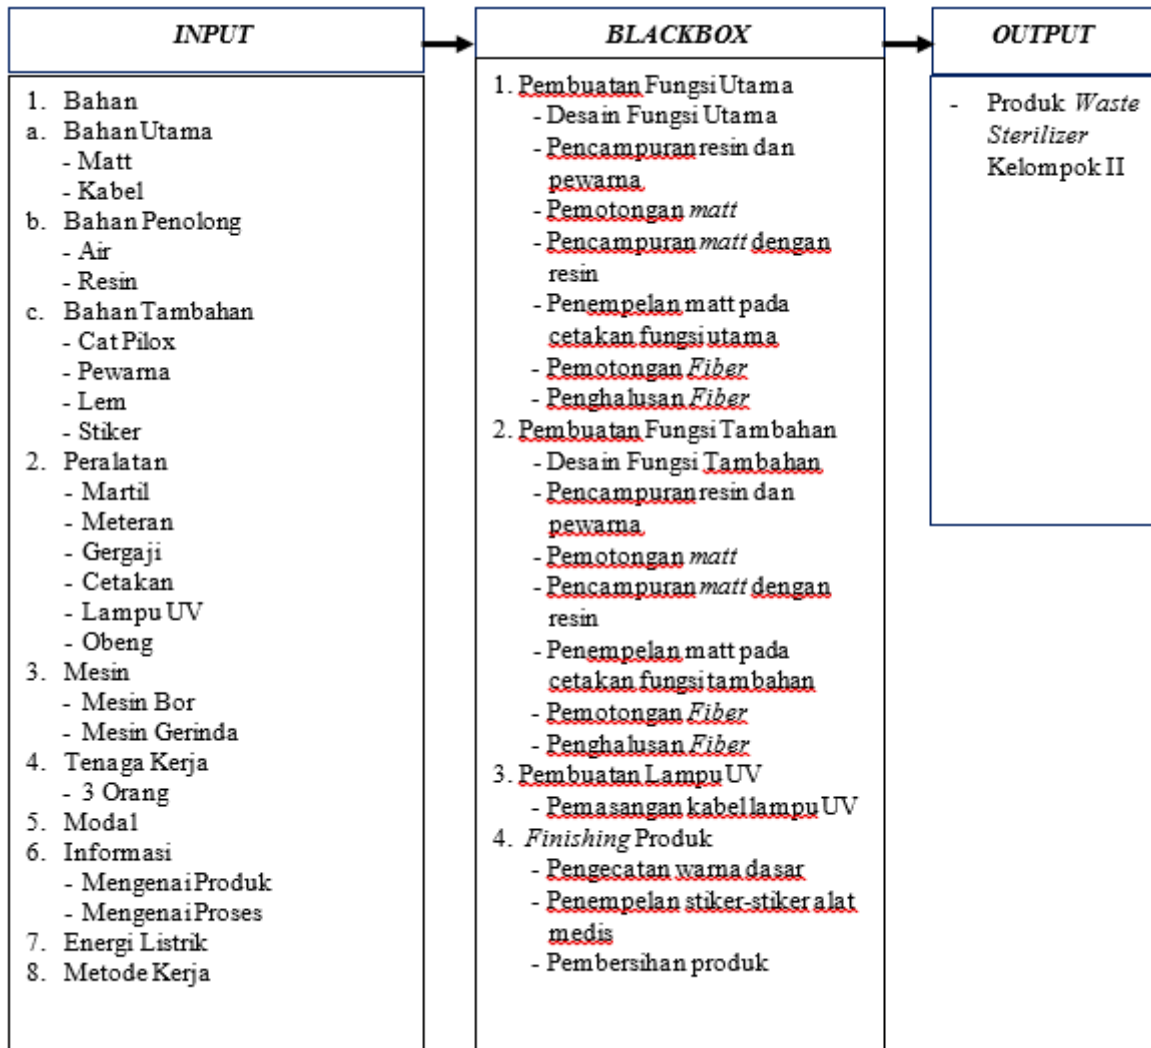 INPUT
1. Bahan
a. Bahan Utama
- Matt
- Kabel
b. Bahan Penolong
- Air
- Resin
c. Bahan Tambahan
- Cat Pilox
- Pewarna
- Lem
- Stiker
2. Peralatan
- Martil
- Meteran
- Gergaji
- Cetakan
- Lampu UV
- Obeng
3. Mesin
- Mesin Bor
- Mesin Gerinda
4. Tenaga Kerja
- 3 Orang
5. Modal
6. Informasi
- Mengenai Produk
- Mengenai Proses
7. Energi Listrik
8. Metode Kerja
BLACKBOX
1. Pembuatan Fungsi Utama
- Desain Fungsi Utama
- Pencampuran resin dan
pewarna
- Pemotongan matt
- Pencampuran matt dengan
resin
- Penempelan matt pada
cetakan fungsi utama
- Pemotongan Fiber
- Penghalusan Fiber
2. Pembuatan Fungsi Tambahan
- Desain Fungsi Tambahan
- Pencampuran resin dan
pewarna
- Pemotongan matt
- Pencampuran matt dengan
resin
- Penempelan matt pada
cetakan fungsi tambahan
- Pemotongan Fiber
- Penghalusan Fiber
3. Pembuatan Lampu UV
- Pemasangan kabel lampu UV
4. Finishing Produk
- Pengecatan warna dasar
- Penempelan stiker-stiker alat
medis
- Pembersihan produk
OUTPUT
- Produk Waste
Sterilizer
Kelompok II